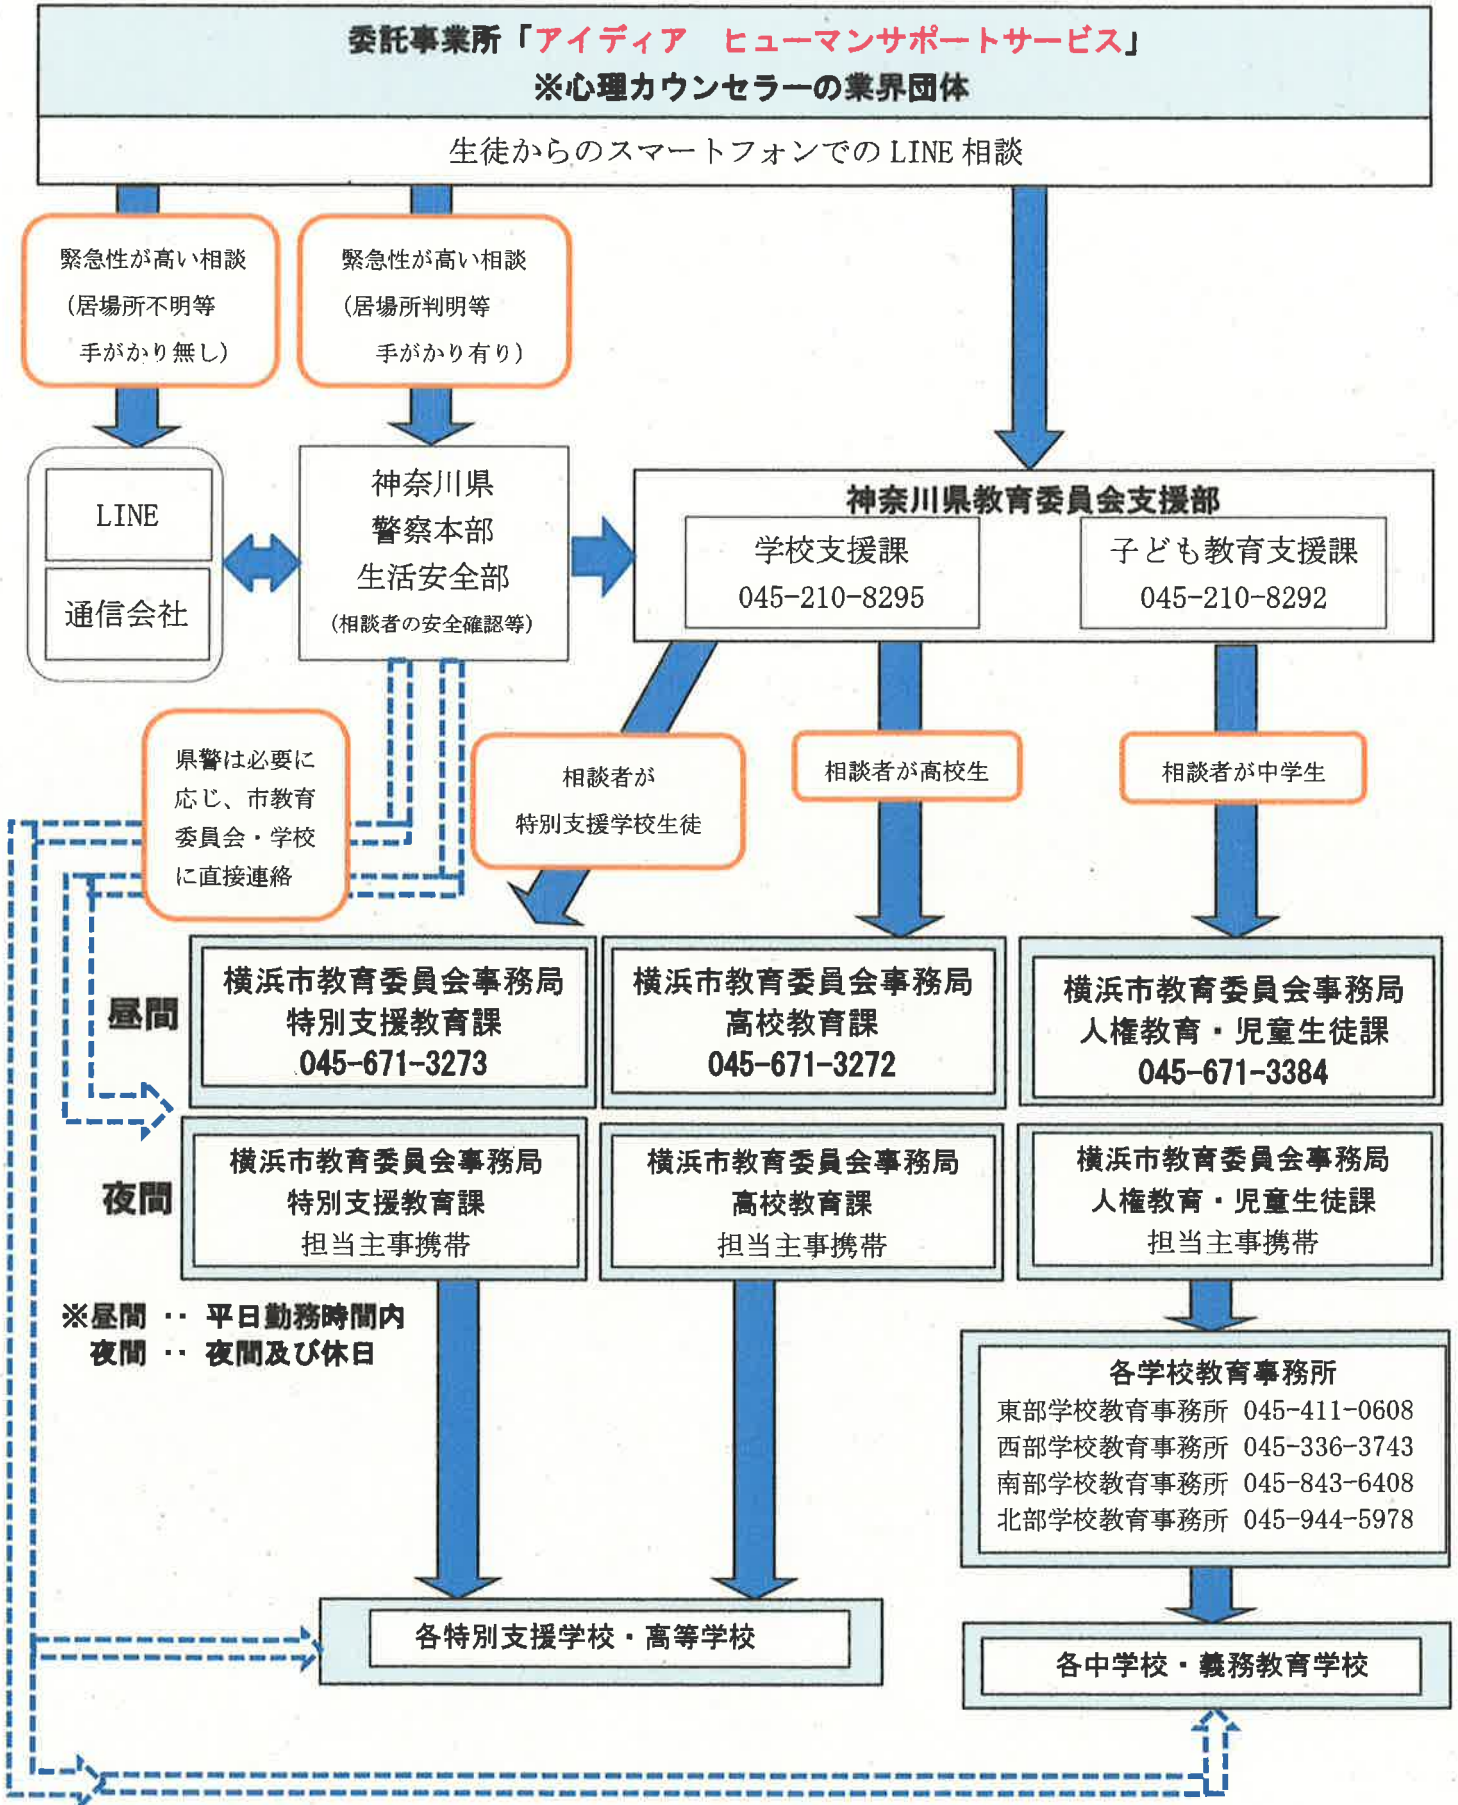 委託事業所「アイディア　ヒューマンサポートサービス」
※心理カウンセラーの業界団体
生徒からのスマートフォンでの LINE 相談
緊急性が高い相談
（居場所不明等
手がかり無し）
緊急性が高い相談
（居場所判明等
手がかり有り）
LINE
通信会社
神奈川県
警察本部
生活安全部
（相談者の安全確認等）
神奈川県教育委員会支援部
学校支援課
045-210-8295
子ども教育支援課
045-210-8292
県警は必要に
応じ、市教育
委員会・学校
に直接連絡
相談者が
特別支援学校生徒
相談者が高校生
相談者が中学生
昼間
横浜市教育委員会事務局
特別支援教育課
045-671-3273
横浜市教育委員会事務局
高校教育課
045-671-3272
横浜市教育委員会事務局
人権教育・児童生徒課
045-671-3384
夜間
横浜市教育委員会事務局
特別支援教育課
担当主事携帯
横浜市教育委員会事務局
高校教育課
担当主事携帯
横浜市教育委員会事務局
人権教育・児童生徒課
担当主事携帯
※昼間 ‥ 平日勤務時間内
夜間 ‥ 夜間及び休日
各学校教育事務所
東部学校教育事務所 045-411-0608
西部学校教育事務所 045-336-3743
南部学校教育事務所 045-843-6408
北部学校教育事務所 045-944-5978
各特別支援学校・高等学校
各中学校・義務教育学校